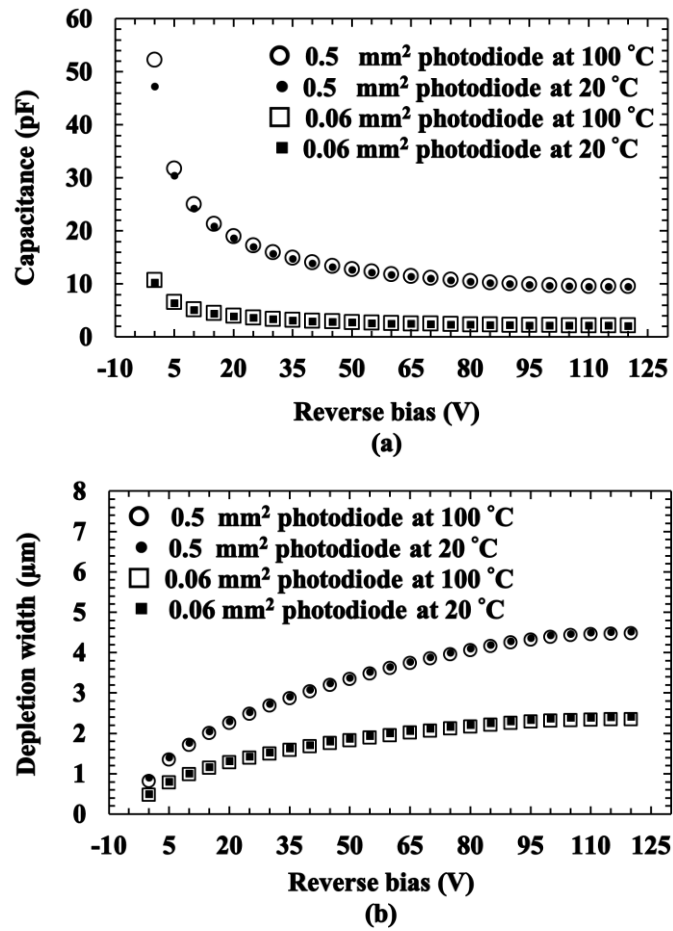 60
50
40
30
20
10
0
Capacitance (pF)
○ 0.5 mm² photodiode at 100 °C
● 0.5 mm² photodiode at 20 °C
□ 0.06 mm² photodiode at 100 °C
■ 0.06 mm² photodiode at 20 °C
-10 5 20 35 50 65 80 95 110 125
Reverse bias (V)
(a)
8
7
6
5
4
3
2
1
0
Depletion width (μm)
○ 0.5 mm² photodiode at 100 °C
● 0.5 mm² photodiode at 20 °C
□ 0.06 mm² photodiode at 100 °C
■ 0.06 mm² photodiode at 20 °C
-10 5 20 35 50 65 80 95 110 125
Reverse bias (V)
(b)